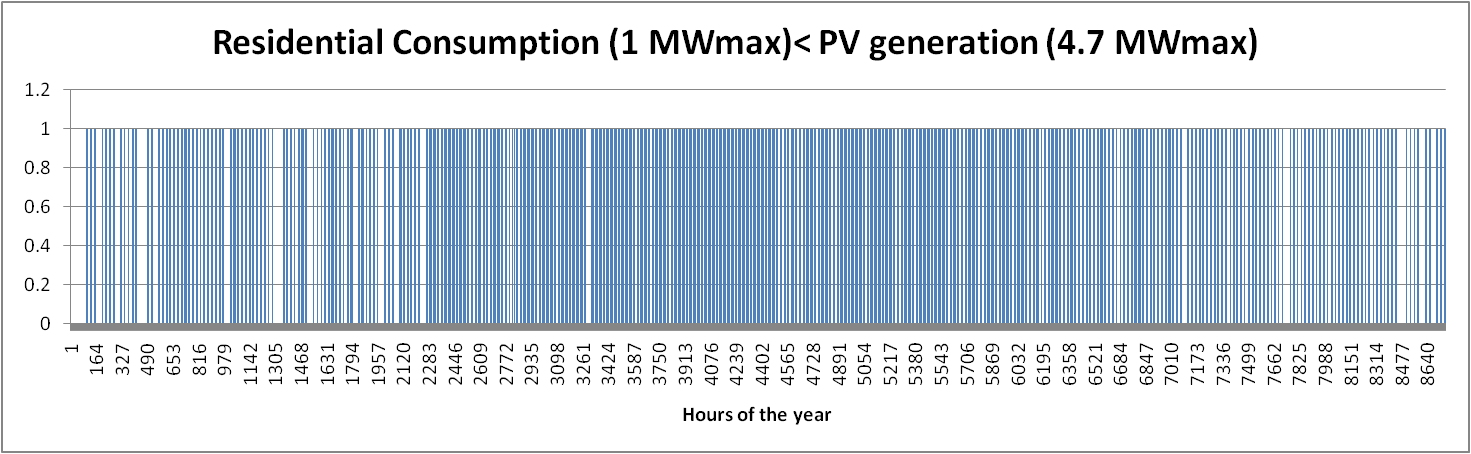 Residential Consumption (1 MWmax)< PV generation (4.7 MWmax)
1.2
1
0.8
0.6
0.4
0.2
0
1 164 327 490 653 816 979 1142 1305 1468 1631 1794 1957 2120 2283 2446 2609 2772 2935 3098 3261 3424 3587 3750 3913 4076 4239 4402 4565 4728 4891 5054 5217 5380 5543 5706 5869 6032 6195 6358 6521 6684 6847 7010 7173 7336 7499 7662 7825 7988 8151 8314 8477 8640
Hours of the year